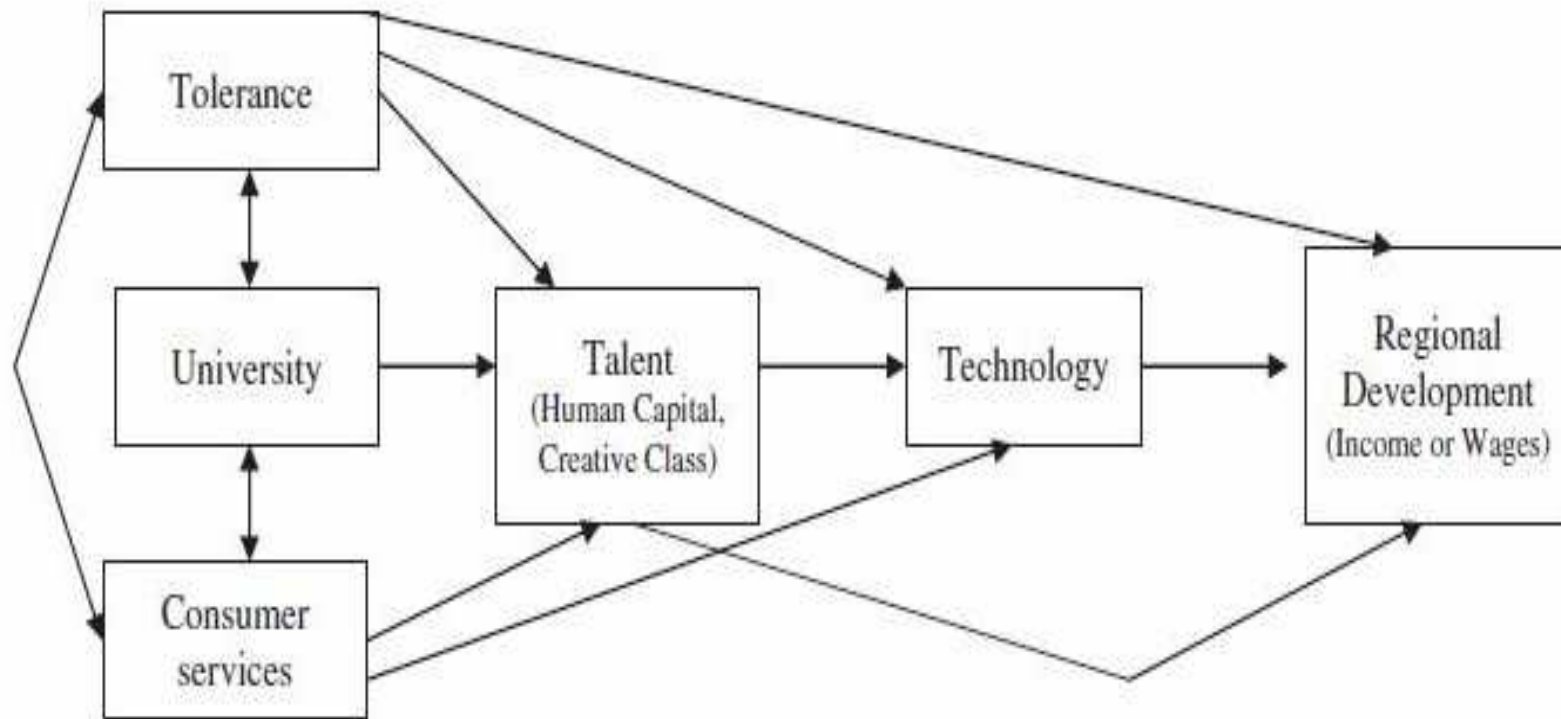 Tolerance
University
Talent
(Human Capital,
Creative Class)
Technology
Regional
Development
(Income or Wages)
Consumer
services